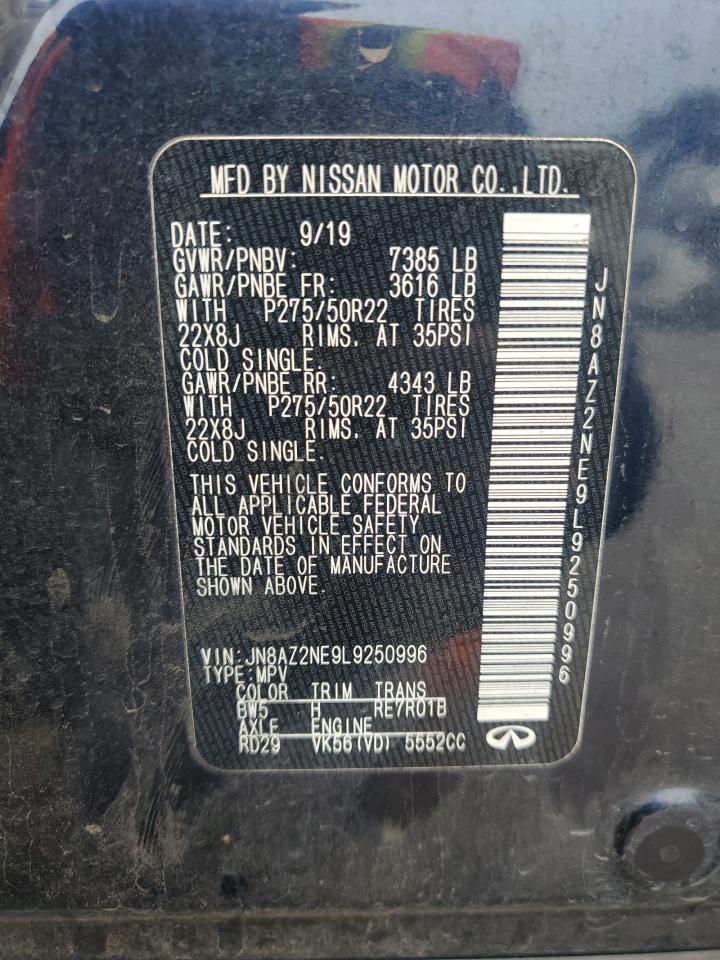 MFD BY NISSAN MOTOR CO.,LTD.
DATE: 9/19
GVWR/PNBV: 7385 LB
GAWR/PNBE FR: 3616 LB
WITH P275/50R22 TIRES
22X8J RIMS, AT 35PSI
COLD SINGLE.
GAWR/PNBE RR: 4343 LB
WITH P275/50R22 TIRES
22X8J RIMS, AT 35PSI
COLD SINGLE.
THIS VEHICLE CONFORMS TO
ALL APPLICABLE FEDERAL
MOTOR VEHICLE SAFETY
STANDARDS IN EFFECT ON
THE DATE OF MANUFACTURE
SHOWN ABOVE.
VIN:JN8AZ2NE9L9250996
TYPE:MPV
COLOR TRIM TRANS
BW5 H RE7R01B
AXLE ENGINE
RD29 VK56(VD) 5552CC
JN8AZ2NE9L9250996